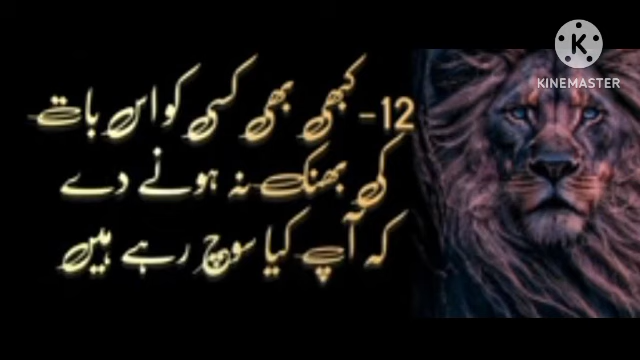 12-کبھی بھی کسی کو اس بات
کی بھنک نہ ہونے دے
کہ آپ کیا سوچ رہے ہیں
K
KINEMASTER